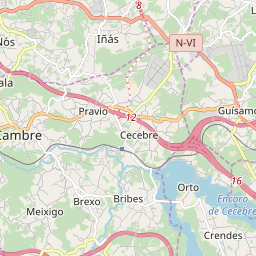 8
Iñás
Nós
N-VI
ala
Pravio
12
Guísamo
Cambre
Cecebre
16
Orto
Encoro
de Cecebre
Brexo
Bribes
Meixigo
Crendes